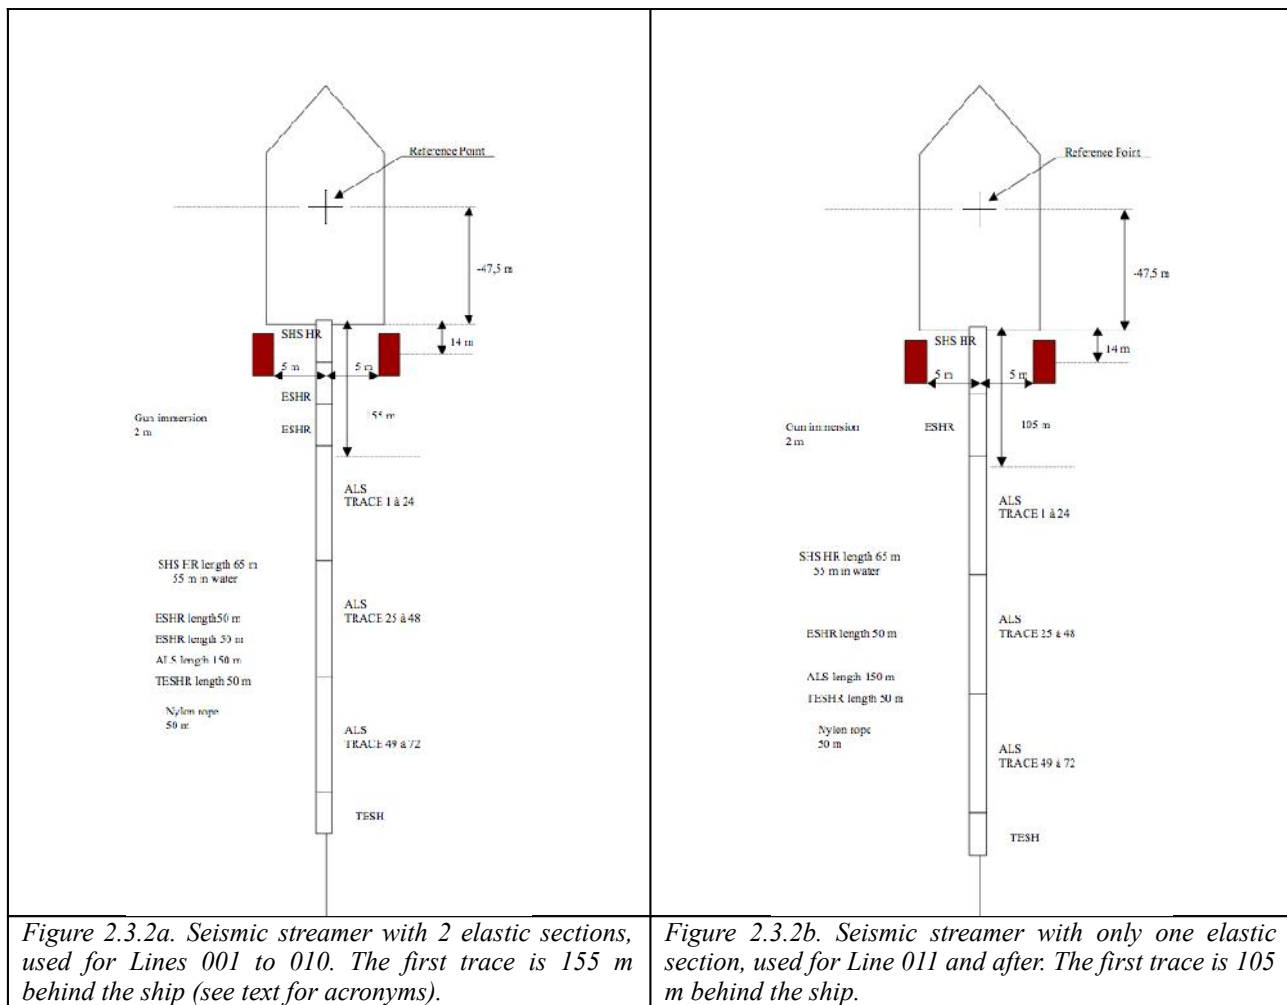 Reference Point
-47,5 m
SHS HR
14 m
5 m
5 m
ESHR
155 m
Gun immersion
2 m
ESHR
ALS
TRACE 1 à 24
SHS HR length 65 m
55 m in water
ALS
TRACE 25 à 48
ESHR length50 m
ESHR length 50 m
ALS length 150 m
TESHR length 50 m
Nylon rope
50 m
ALS
TRACE 49 à 72
TESH
Figure 2.3.2a. Seismic streamer with 2 elastic sections,
used for Lines 001 to 010. The first trace is 155 m
behind the ship (see text for acronyms).
Reference Point
-47,5 m
SHS HR
14 m
5 m
5 m
Gun immersion
2 m
ESHR
105 m
ALS
TRACE 1 à 24
SHS HR length 65 m
55 m in water
ALS
TRACE 25 à 48
ESHR length 50 m
ALS length 150 m
TESHR length 50 m
Nylon rope
50 m
ALS
TRACE 49 à 72
TESH
Figure 2.3.2b. Seismic streamer with only one elastic
section, used for Line 011 and after. The first trace is 105
m behind the ship.